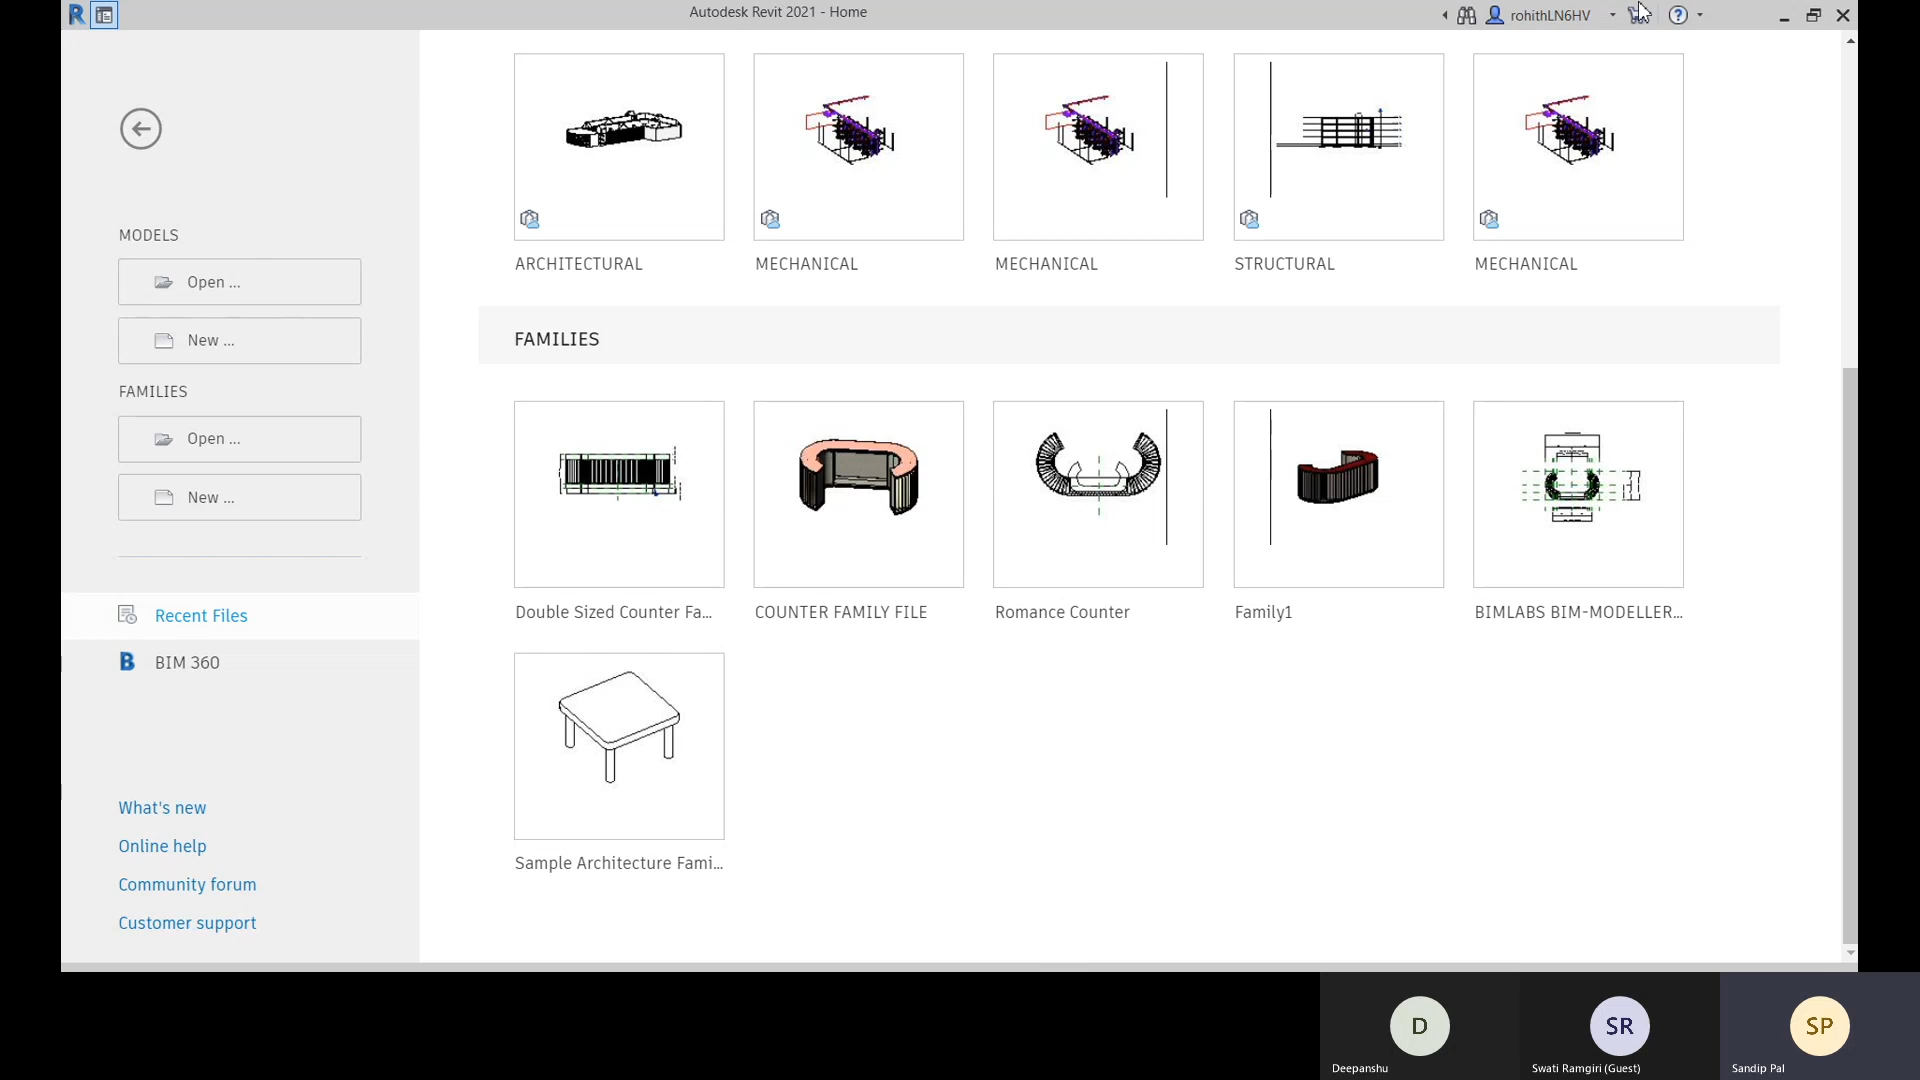 Autodesk Revit 2021 - Home
rohithLN6HV
MODELS
Open ...
New ...
FAMILIES
Open ...
New ...
Recent Files
BIM 360
What's new
Online help
Community forum
Customer support
ARCHITECTURAL
MECHANICAL
MECHANICAL
STRUCTURAL
MECHANICAL
FAMILIES
Double Sized Counter Fa...
COUNTER FAMILY FILE
Romance Counter
Family1
BIMLABS BIM-MODELLER...
Sample Architecture Fami...
D
Deepanshu
SR
Swati Ramgiri (Guest)
SP
Sandip Pal